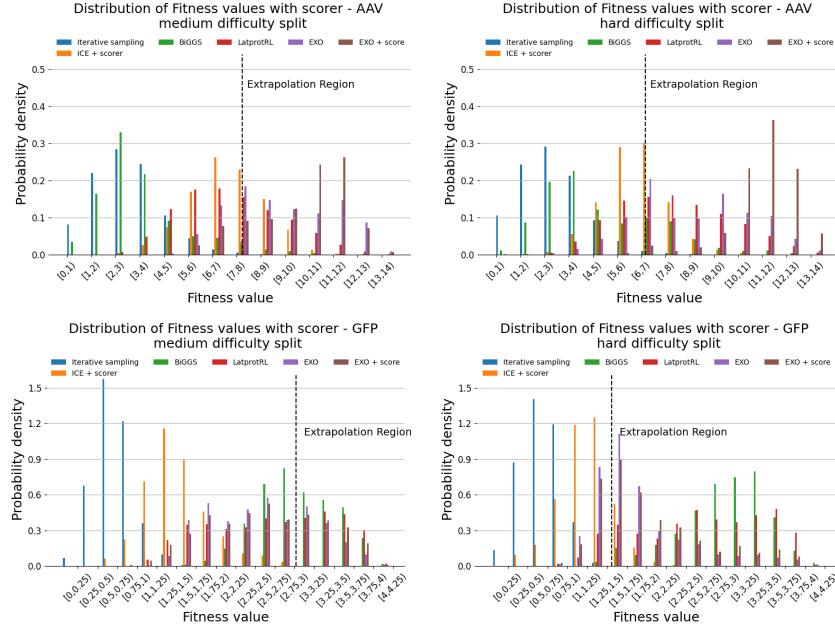 Distribution of Fitness values with scorer - AAV
medium difficulty split
Iterative sampling
ICE + scorer
BiGGS
LatprotRL
EXO
EXO + score
Extrapolation Region
Probability density
0.5
0.4
0.3
0.2
0.1
0.0
[0,1)
[1,2)
[2,3)
[3,4)
[4,5)
[5,6)
[6,7)
[7,8)
[8,9)
[9,10)
[10,11)
[11,12)
[12,13)
[13,14)
Fitness value
Distribution of Fitness values with scorer - AAV
hard difficulty split
Iterative sampling
ICE + scorer
BiGGS
LatprotRL
EXO
EXO + score
Extrapolation Region
Probability density
0.5
0.4
0.3
0.2
0.1
0.0
[0,1)
[1,2)
[2,3)
[3,4)
[4,5)
[5,6)
[6,7)
[7,8)
[8,9)
[9,10)
[10,11)
[11,12)
[12,13)
[13,14)
Fitness value
Distribution of Fitness values with scorer - GFP
medium difficulty split
Iterative sampling
ICE + scorer
BiGGS
LatprotRL
EXO
EXO + score
Extrapolation Region
Probability density
1.5
1.2
0.9
0.6
0.3
0.0
[0,0.25)
[0.25,0.5)
[0.5,0.75)
[0.75,1)
[1,1.25)
[1.25,1.5)
[1.5,1.75)
[1.75,2)
[2,2.25)
[2.25,2.5)
[2.5,2.75)
[2.75,3)
[3,3.25)
[3.25,3.5)
[3.5,3.75)
[3.75,4)
[4,4.25)
Fitness value
Distribution of Fitness values with scorer - GFP
hard difficulty split
Iterative sampling
ICE + scorer
BiGGS
LatprotRL
EXO
EXO + score
Extrapolation Region
Probability density
1.5
1.2
0.9
0.6
0.3
0.0
[0,0.25)
[0.25,0.5)
[0.5,0.75)
[0.75,1)
[1,1.25)
[1.25,1.5)
[1.5,1.75)
[1.75,2)
[2,2.25)
[2.25,2.5)
[2.5,2.75)
[2.75,3)
[3,3.25)
[3.25,3.5)
[3.5,3.75)
[3.75,4)
[4,4.25)
Fitness value